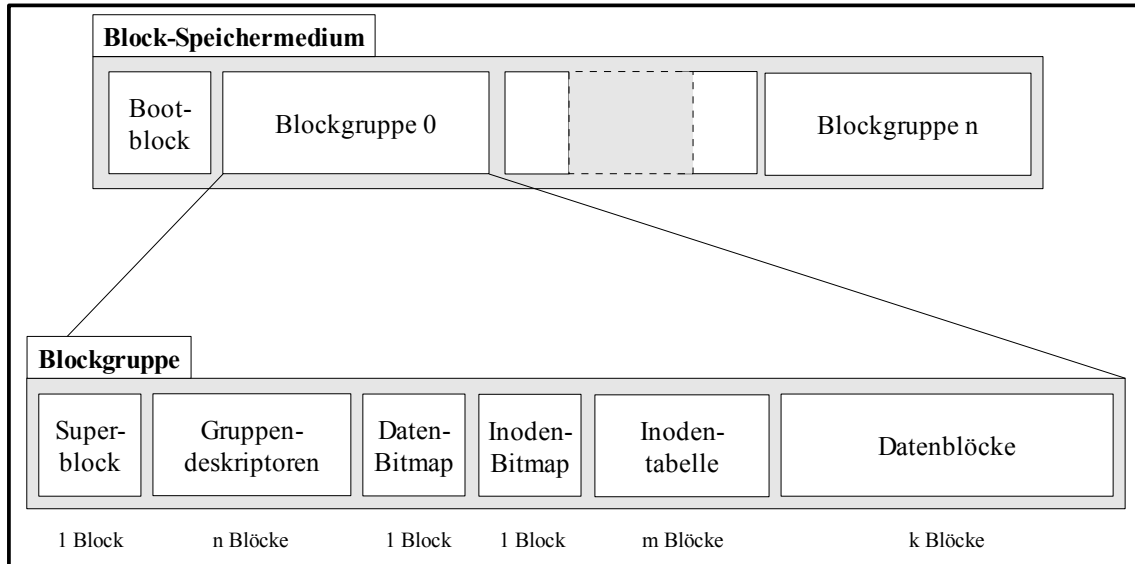 Block-Speichermedium
Boot-
block
Blockgruppe 0
Blockgruppe n
Blockgruppe
Super-
block
Gruppen-
deskriptoren
Daten-
Bitmap
Inoden-
Bitmap
Inoden-
tabelle
Datenblöcke
1 Block
n Blöcke
1 Block
1 Block
m Blöcke
k Blöcke